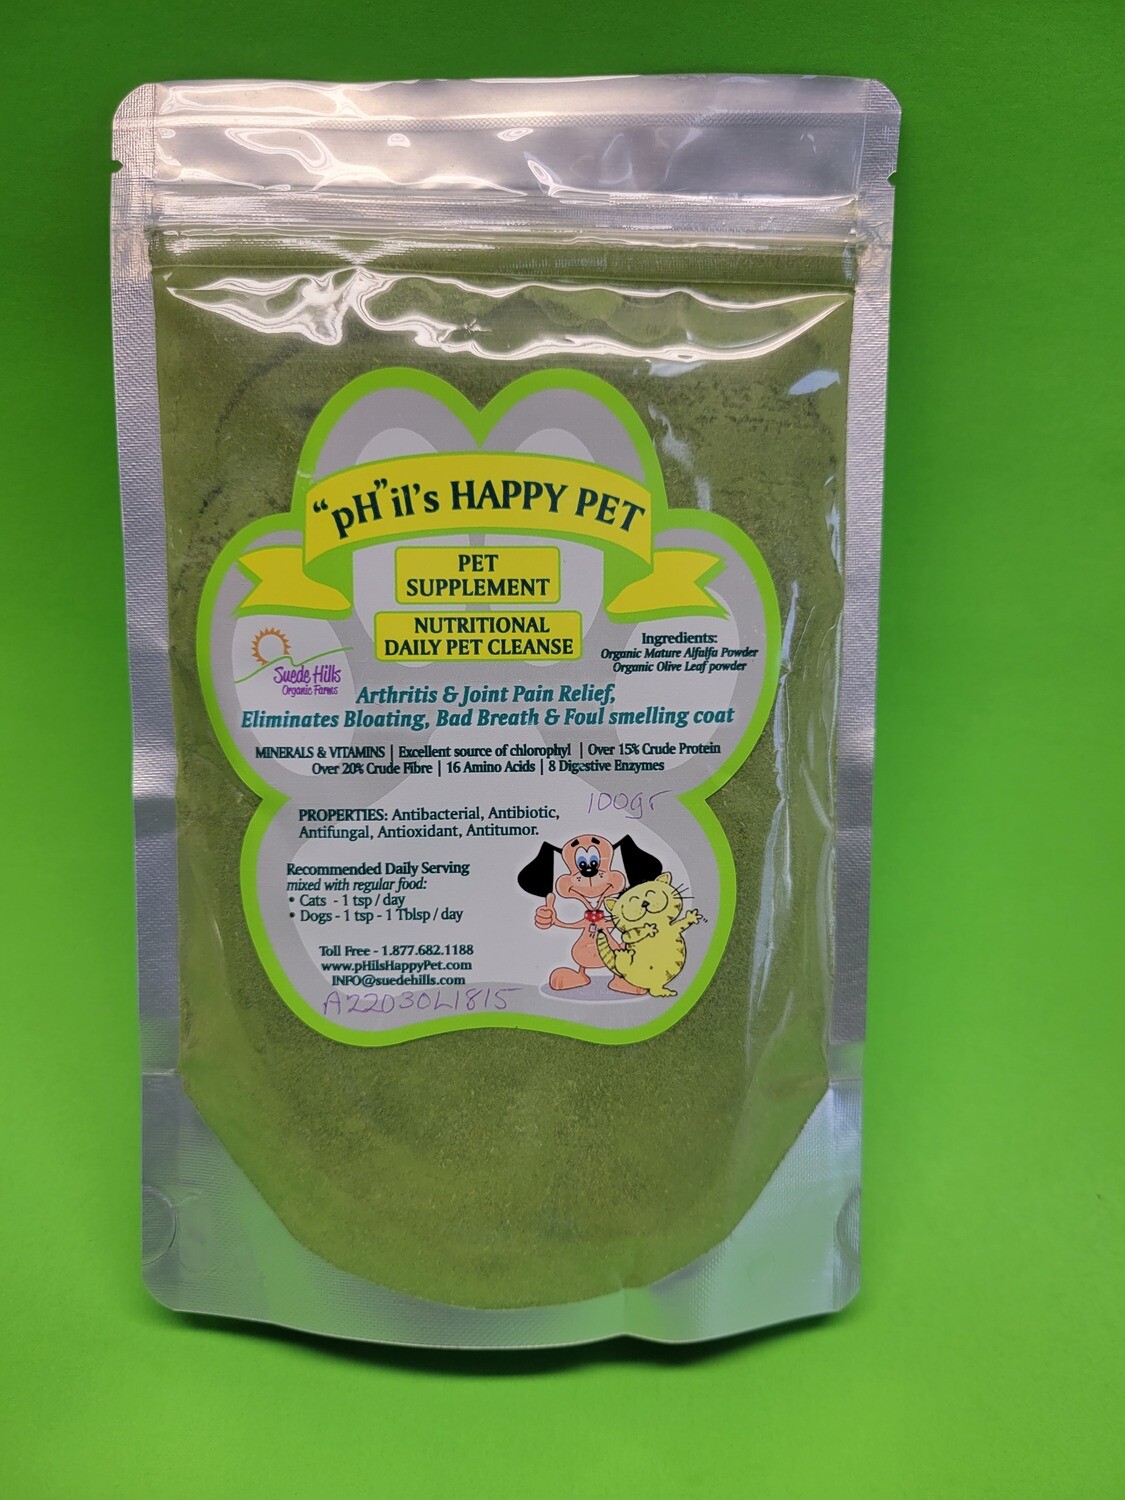 “pH”il's HAPPY PET
PET
SUPPLEMENT
NUTRITIONAL
DAILY PET CLEANSE
Suede Hills
Organic Farms
Ingredients:
Organic Mature Alfalfa Powder
Organic Olive Leaf powder
Arthritis & Joint Pain Relief,
Eliminates Bloating, Bad Breath & Foul smelling coat
MINERALS & VITAMINS | Excellent source of chlorophyl | Over 15% Crude Protein
Over 20% Crude Fibre | 16 Amino Acids | 8 Digestive Enzymes
100gr
PROPERTIES: Antibacterial, Antibiotic,
Antifungal, Antioxidant, Antitumor.
Recommended Daily Serving
mixed with regular food:
• Cats - 1 tsp / day
• Dogs - 1 tsp - 1 Tblsp / day
Toll Free - 1.877.682.1188
www.pHilsHappyPet.com
INFO@suedehills.com
A22030L1815